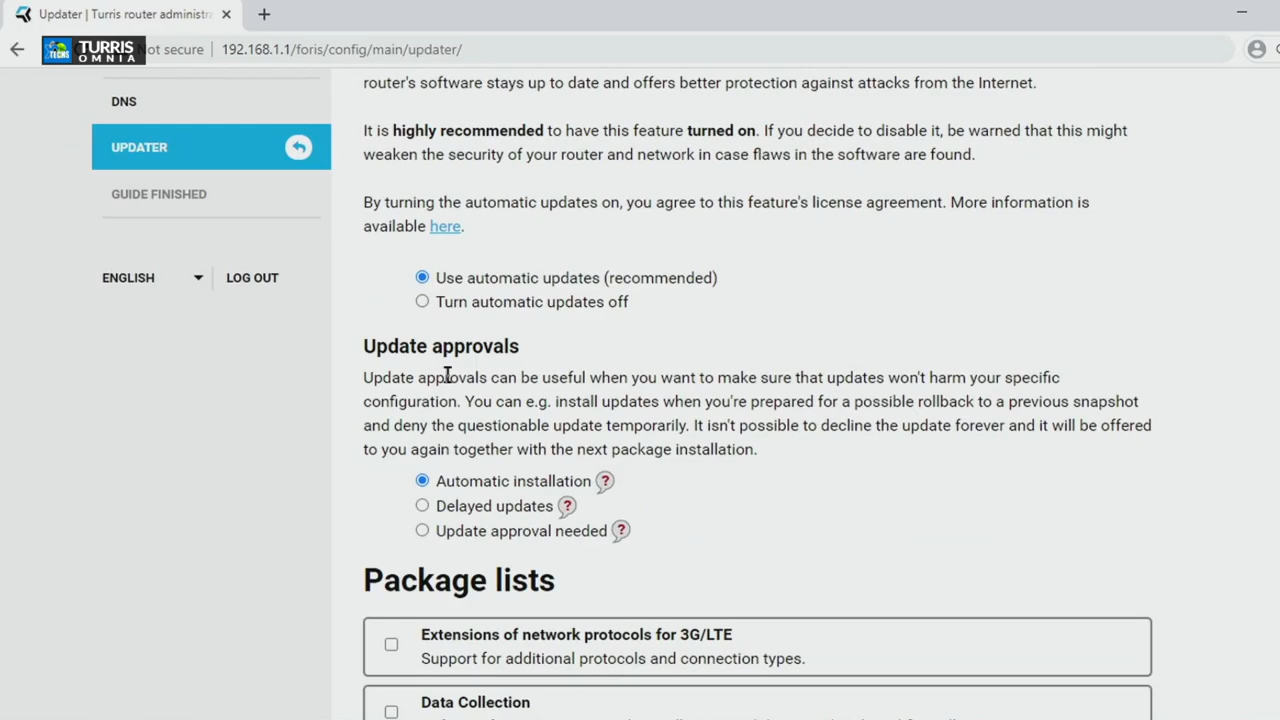 Updater | Turris router administra
TECHS
TURRIS
OMNIA
Not secure
192.168.1.1/foris/config/main/updater/
router's software stays up to date and offers better protection against attacks from the Internet.
DNS
It is highly recommended to have this feature turned on. If you decide to disable it, be warned that this might
UPDATER
weaken the security of your router and network in case flaws in the software are found.
GUIDE FINISHED
By turning the automatic updates on, you agree to this feature's license agreement. More information is
available here.
ENGLISH
LOG OUT
Use automatic updates (recommended)
Turn automatic updates off
Update approvals
Update approvals can be useful when you want to make sure that updates won't harm your specific
configuration. You can e.g. install updates when you're prepared for a possible rollback to a previous snapshot
and deny the questionable update temporarily. It isn't possible to decline the update forever and it will be offered
to you again together with the next package installation.
Automatic installation ?
Delayed updates ?
Update approval needed ?
Package lists
Extensions of network protocols for 3G/LTE
Support for additional protocols and connection types.
Data Collection